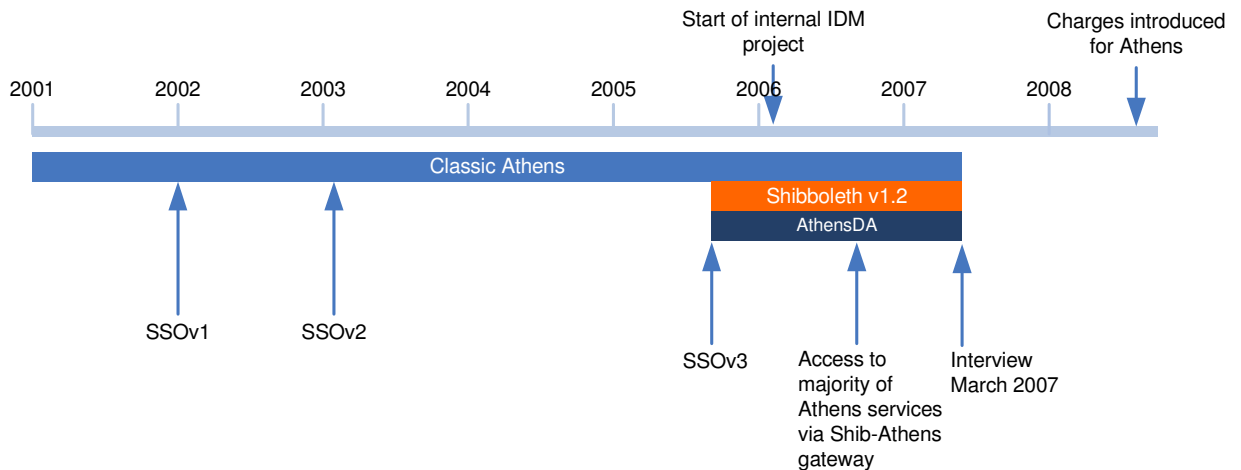 Start of internal IDM
project
Charges introduced
for Athens
2001
2002
2003
2004
2005
2006
2007
2008
Classic Athens
Shibboleth v1.2
AthensDA
SSOv1
SSOv2
SSOv3
Access to
majority of
Athens services
via Shib-Athens
gateway
Interview
March 2007